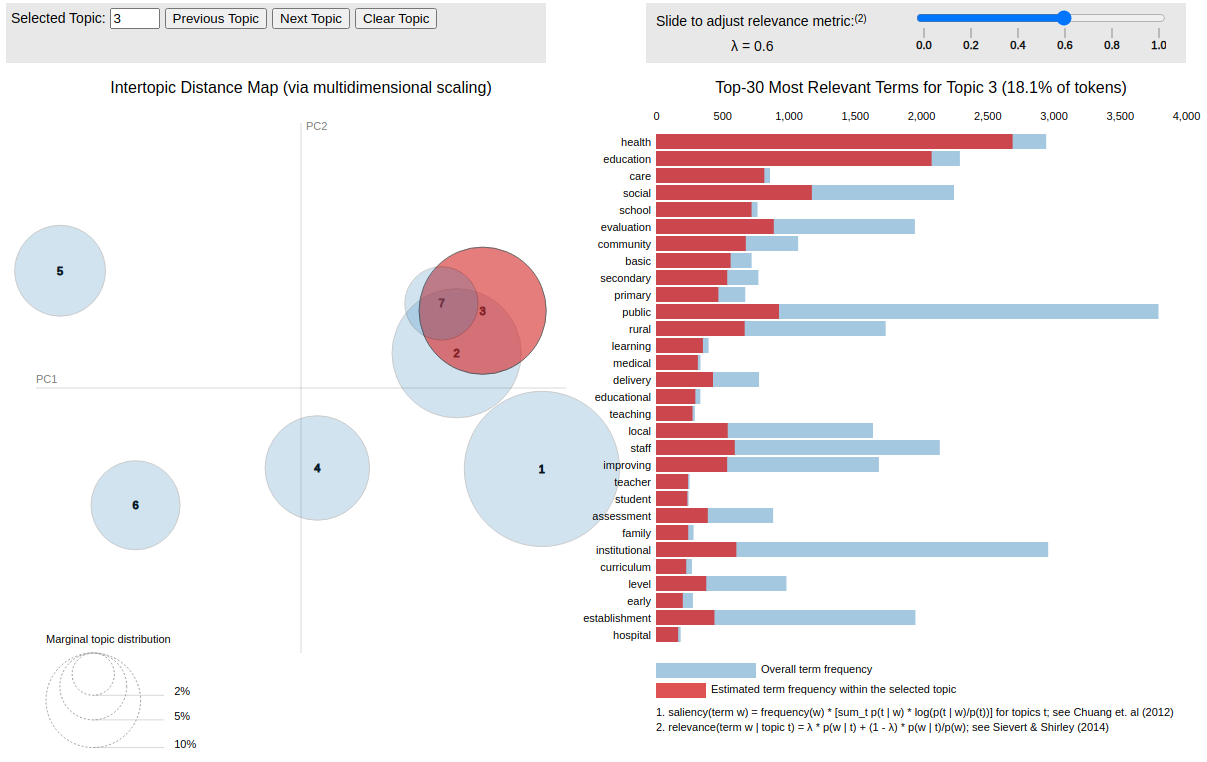 Selected Topic: 3 Previous Topic Next Topic Clear Topic
Slide to adjust relevance metric:(2)
λ = 0.6
0.0 0.2 0.4 0.6 0.8 1.0
Intertopic Distance Map (via multidimensional scaling)
PC2
PC1
5
7
3
2
4
1
6
Marginal topic distribution
2%
5%
10%
Top-30 Most Relevant Terms for Topic 3 (18.1% of tokens)
0 500 1,000 1,500 2,000 2,500 3,000 3,500 4,000
health
education
care
social
school
evaluation
community
basic
secondary
primary
public
rural
learning
medical
delivery
educational
teaching
local
staff
improving
teacher
student
assessment
family
institutional
curriculum
level
early
establishment
hospital
Overall term frequency
Estimated term frequency within the selected topic
1. saliency(term w) = frequency(w) * [sum_t p(t | w) * log(p(t | w)/p(t))] for topics t; see Chuang et. al (2012)
2. relevance(term w | topic t) = λ * p(w | t) + (1 - λ) * p(w | t)/p(w); see Sievert & Shirley (2014)